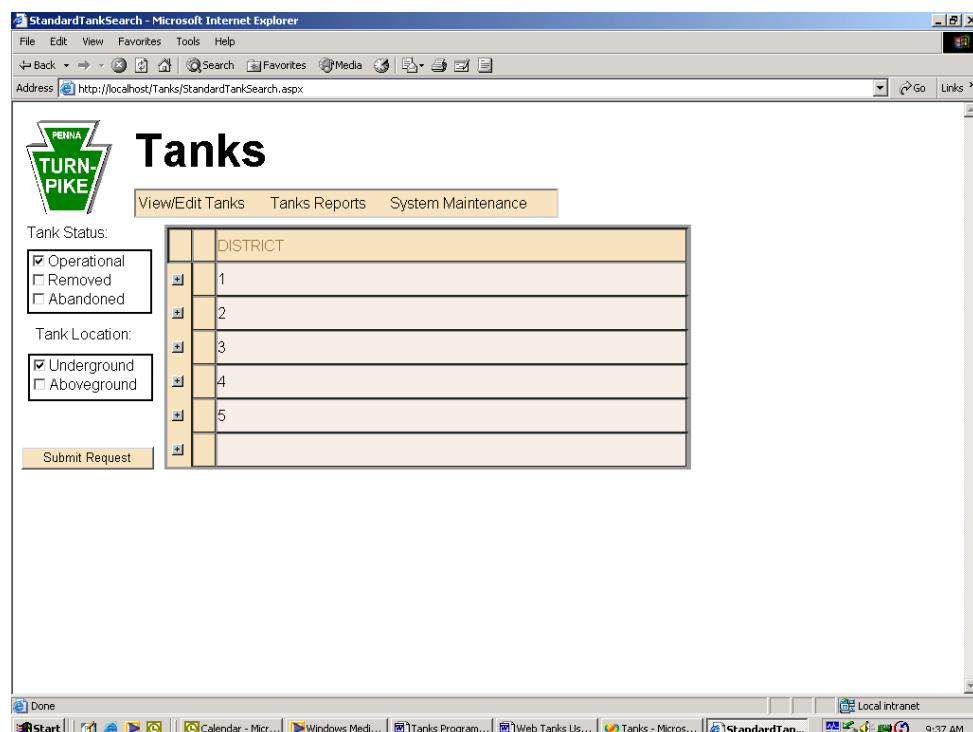 StandardTankSearch - Microsoft Internet Explorer
File Edit View Favorites Tools Help
Back Search Favorites Media
Address http://localhost/Tanks/StandardTankSearch.aspx Go Links »
PENNA
TURN-
PIKE
Tanks
View/Edit Tanks Tanks Reports System Maintenance
Tank Status:
Operational
Removed
Abandoned
Tank Location:
Underground
Aboveground
Submit Request
DISTRICT
1
2
3
4
5
Done Local intranet
Start Calendar - Micr... Windows Medi... Tanks Program... Web Tanks Us... Tanks - Micros... StandardTan... 9:37 AM